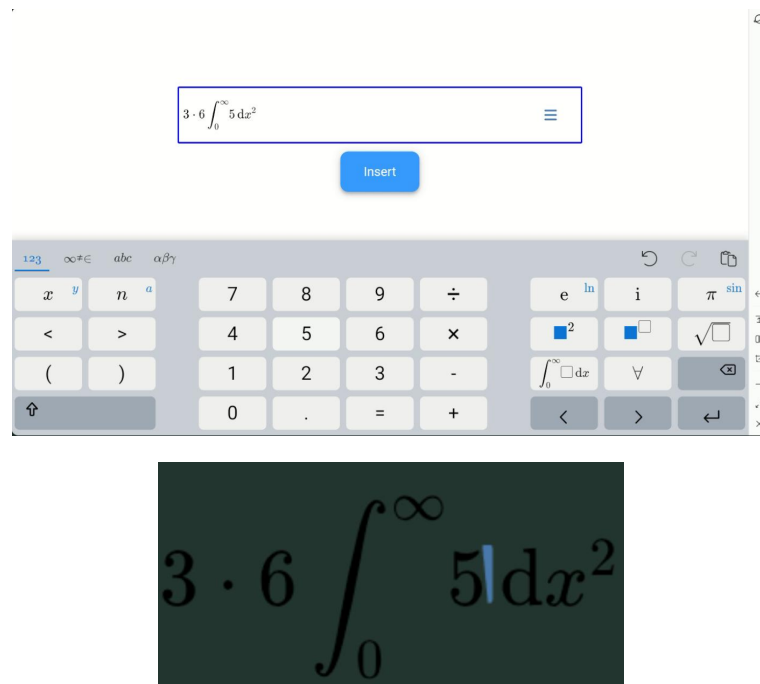 3 · 6 ∫₀^∞ 5 dx²
Insert
123 ∞≠∈ abc αβγ
x y n a 7 8 9 ÷ e ln i π sin
< > 4 5 6 × ■² ■^□ √□
( ) 1 2 3 - ∫₀^∞ □ dx ∀
0 . = +
3 · 6 ∫₀^∞ 5 dx²